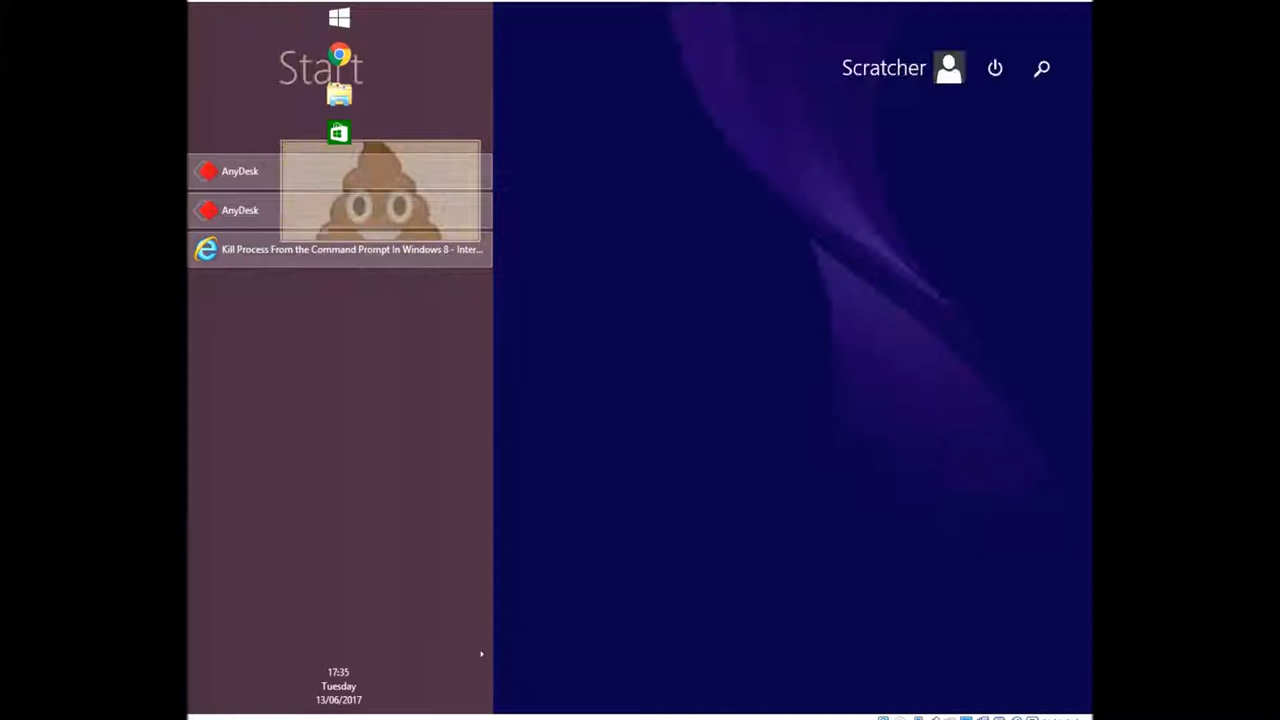 Start
Scratcher
AnyDesk
AnyDesk
Kill Process From the Command Prompt In Windows 8 - Inter...
17:35
Tuesday
13/06/2017